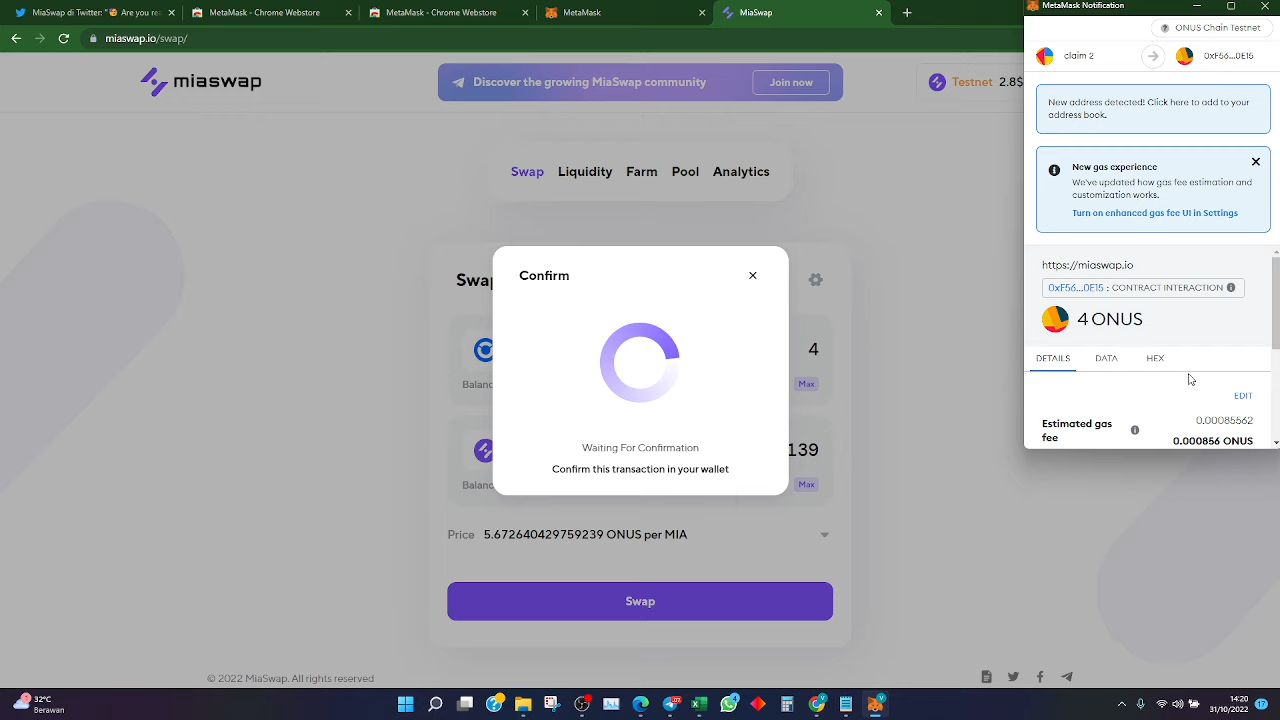 MiaSwap di Twitter "🤩 Are you re
MetaMask - Chrome Webstore
MetaMask - Chrome Webstore
MetaMask
MiaSwap
miaswap.io/swap/
miaswap
Discover the growing MiaSwap community
Join now
Testnet
2.8$
Swap
Liquidity
Farm
Pool
Analytics
Confirm
4
Max
139
Max
Waiting For Confirmation
Confirm this transaction in your wallet
Price
5.672640429759239 ONUS per MIA
Swap
© 2022 MiaSwap. All rights reserved
MetaMask Notification
ONUS Chain Testnet
claim 2
0xF56...0E15
New address detected! Click here to add to your
address book.
New gas experience
We've updated how gas fee estimation and
customization works.
Turn on enhanced gas fee UI in Settings
https://miaswap.io
0xF56...0E15 : CONTRACT INTERACTION
4 ONUS
DETAILS
DATA
HEX
EDIT
Estimated gas
fee
0.00085562
0.000856 ONUS
32°C
Berawan
14:20
31/10/2022